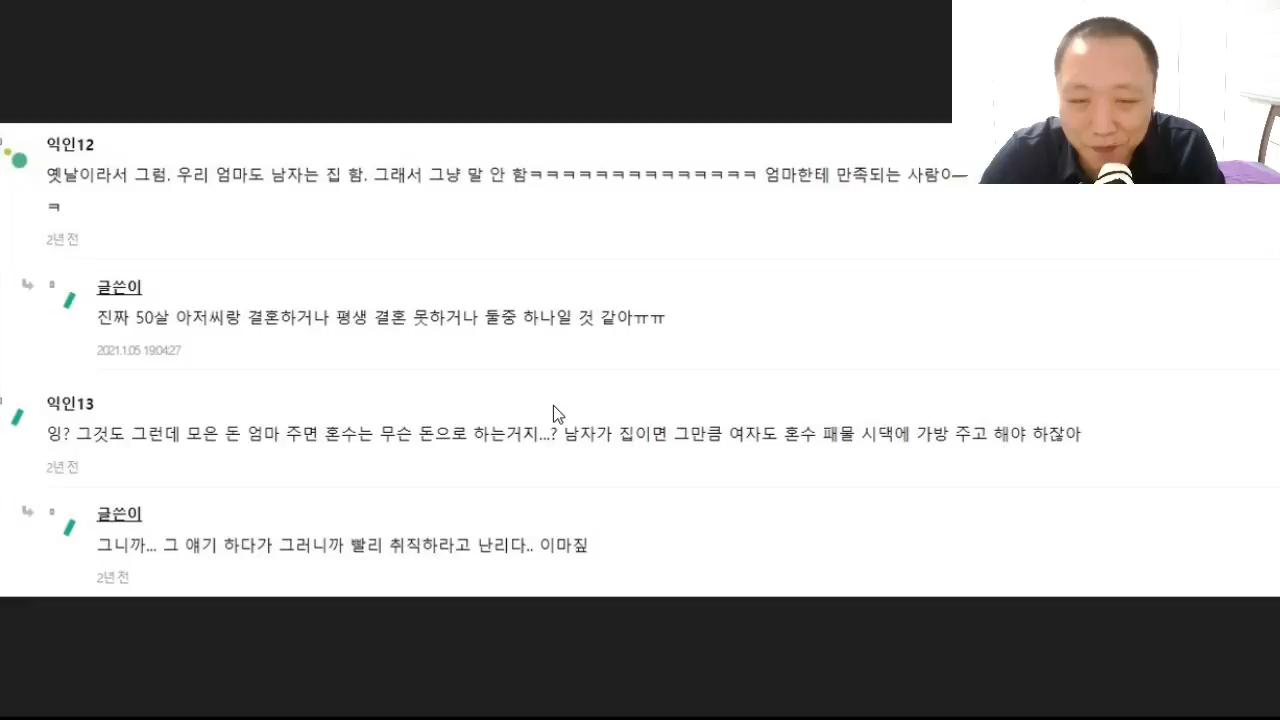 익인12
옛날이라서 그럼. 우리 엄마도 남자는 집 함. 그래서 그냥 말 안 함ㅋㅋㅋㅋㅋㅋㅋㅋㅋㅋㅋㅋㅋㅋ 엄마한테 만족되는 사람이
ㅋ
2년 전
글쓴이
진짜 50살 아저씨랑 결혼하거나 평생 결혼 못하거나 둘중 하나일 것 같아ㅠㅠ
2021.1.05 19:04:27
익인13
잉? 그것도 그런데 모은 돈 엄마 주면 혼수는 무슨 돈으로 하는거지...? 남자가 집이면 그만큼 여자도 혼수 패물 시댁에 가방 주고 해야 하잖아
2년 전
글쓴이
그니까... 그 얘기 하다가 그러니까 빨리 취직하라고 난리다.. 이마짚
2년 전